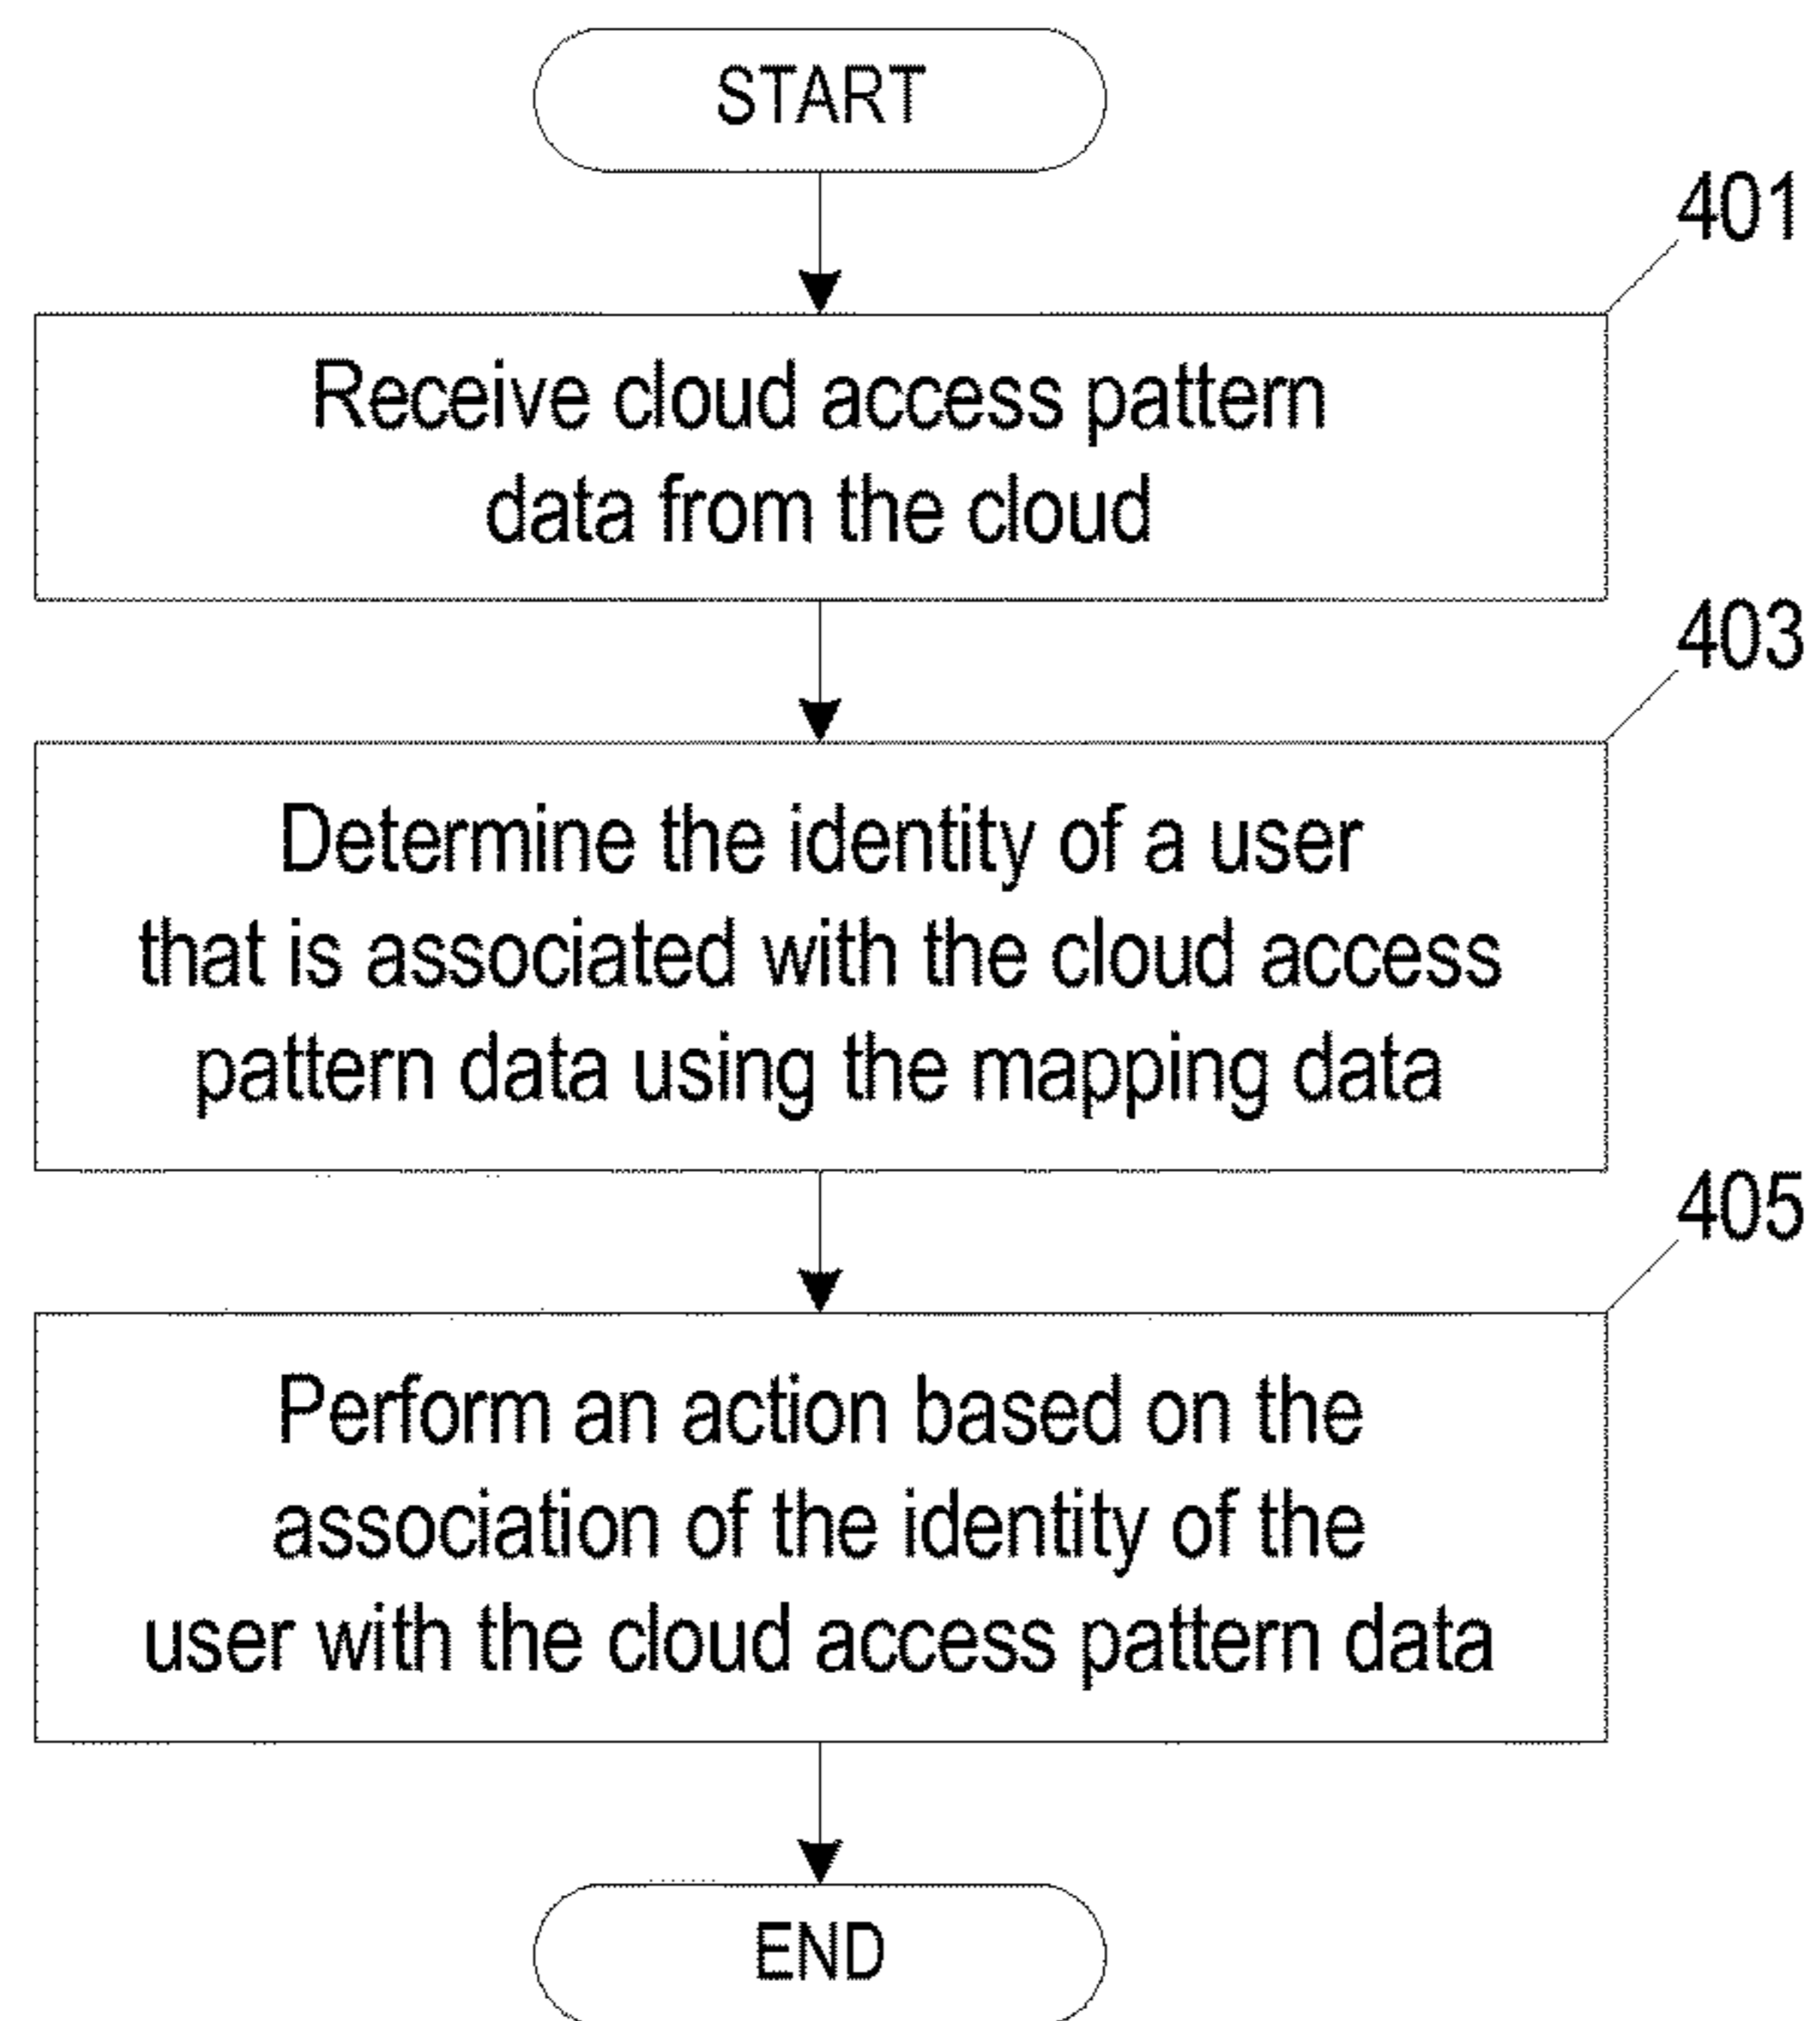 START
401
Receive cloud access pattern
data from the cloud
403
Determine the identity of a user
that is associated with the cloud access
pattern data using the mapping data
405
Perform an action based on the
association of the identity of the
user with the cloud access pattern data
END